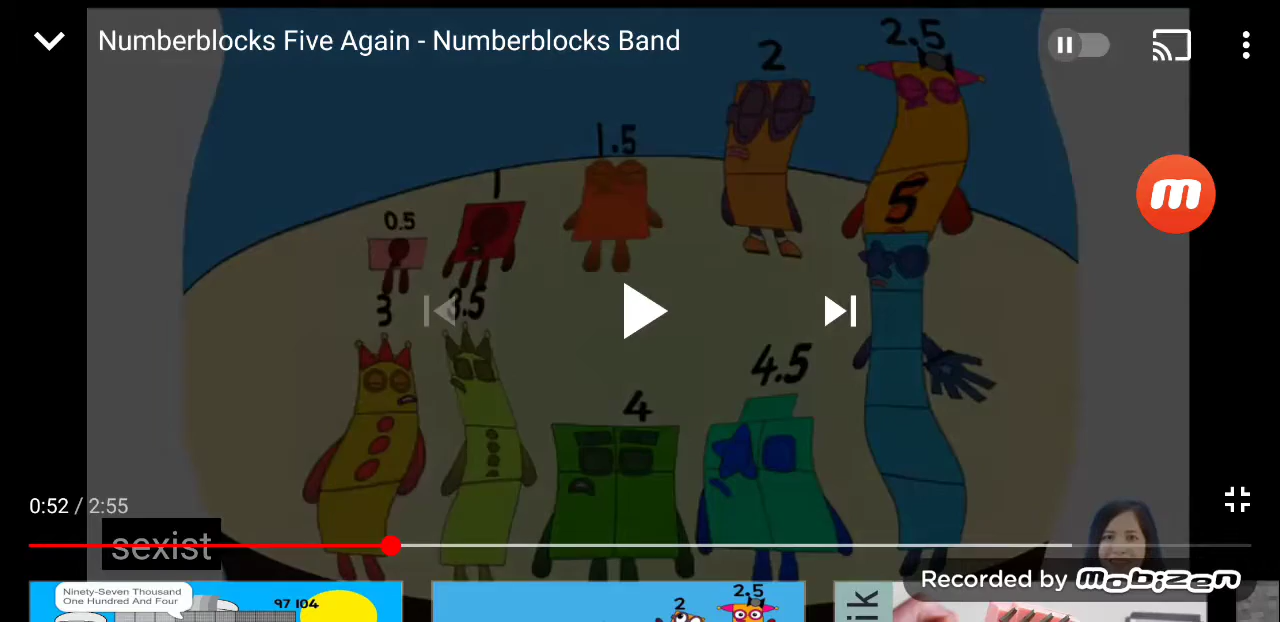 Numberblocks Five Again - Numberblocks Band
2.5
2
1.5
1
0.5
5
3
3.5
4.5
4
0:52 / 2:55
sexist
Recorded by mobizen
Ninety-Seven Thousand
One Hundred And Four
97 104
2
2.5
ik